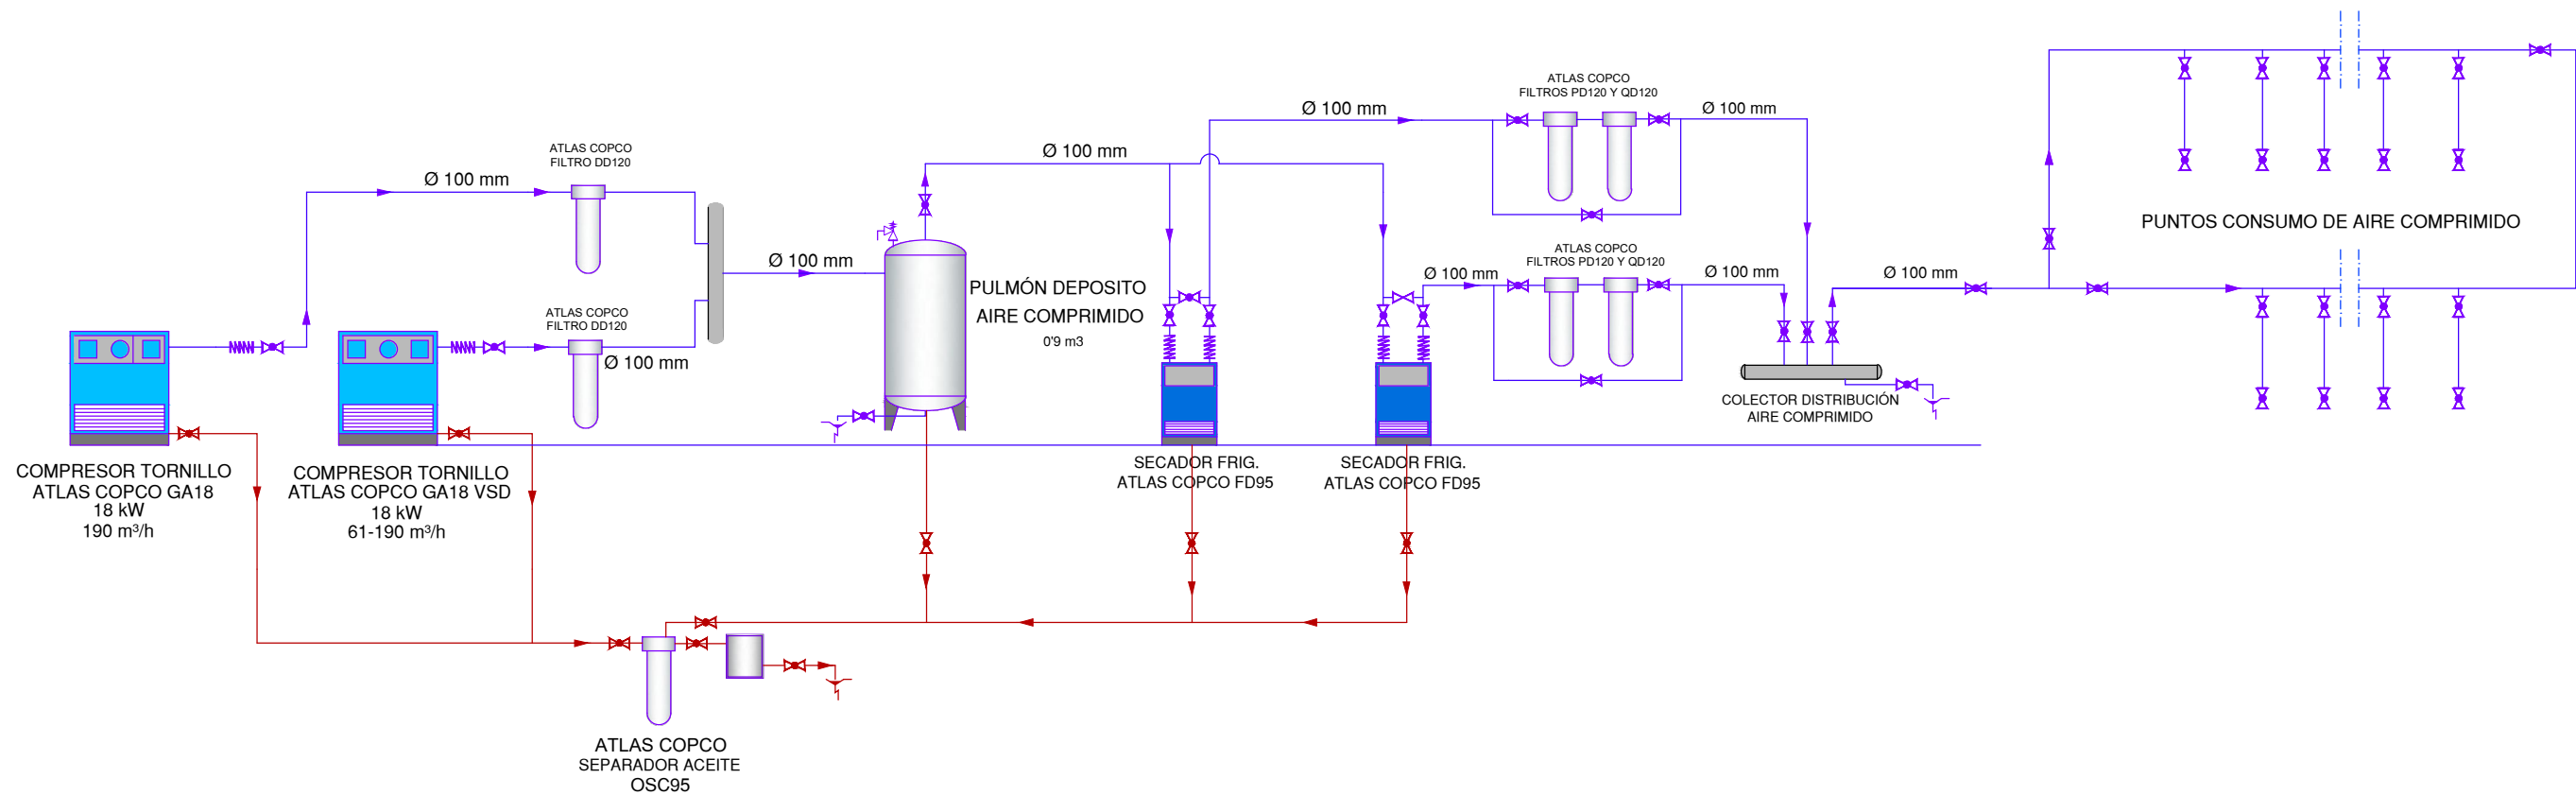 ATLAS COPCO
FILTRO DD120
Ø 100 mm
ATLAS COPCO
FILTRO DD120
Ø 100 mm
Ø 100 mm
COMPRESOR TORNILLO
ATLAS COPCO GA18
18 kW
190 m³/h
COMPRESOR TORNILLO
ATLAS COPCO GA18 VSD
18 kW
61-190 m³/h
PULMÓN DEPOSITO
AIRE COMPRIMIDO
0'9 m3
Ø 100 mm
Ø 100 mm
ATLAS COPCO
FILTROS PD120 Y QD120
Ø 100 mm
Ø 100 mm
ATLAS COPCO
FILTROS PD120 Y QD120
Ø 100 mm
SECADOR FRIG.
ATLAS COPCO FD95
SECADOR FRIG.
ATLAS COPCO FD95
COLECTOR DISTRIBUCIÓN
AIRE COMPRIMIDO
Ø 100 mm
PUNTOS CONSUMO DE AIRE COMPRIMIDO
ATLAS COPCO
SEPARADOR ACEITE
OSC95